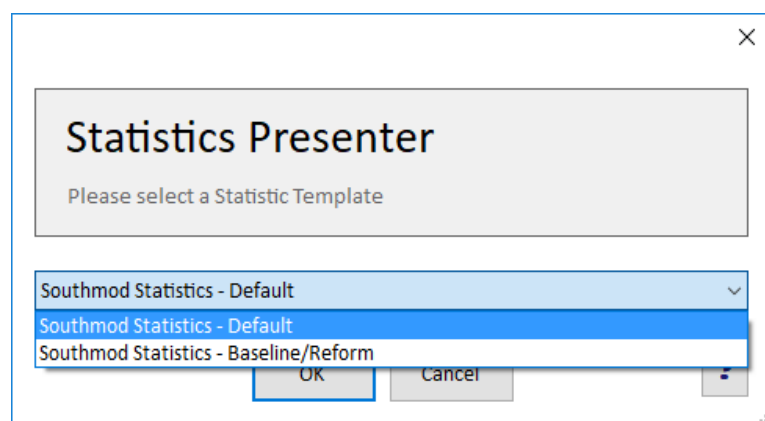 Statistics Presenter
Please select a Statistic Template
Southmod Statistics - Default
Southmod Statistics - Default
Southmod Statistics - Baseline/Reform
OK Cancel ?